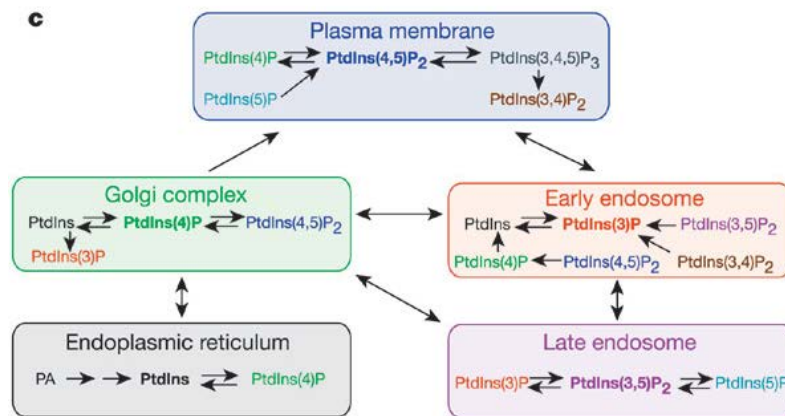 c
Plasma membrane
PtdIns(4)P PtdIns(4,5)P₂ PtdIns(3,4,5)P₃
PtdIns(5)P PtdIns(3,4)P₂
Golgi complex
PtdIns PtdIns(4)P PtdIns(4,5)P₂
PtdIns(3)P
Early endosome
PtdIns PtdIns(3)P PtdIns(3,5)P₂
PtdIns(4)P PtdIns(4,5)P₂ PtdIns(3,4)P₂
Endoplasmic reticulum
PA PtdIns PtdIns(4)P
Late endosome
PtdIns(3)P PtdIns(3,5)P₂ PtdIns(5)P